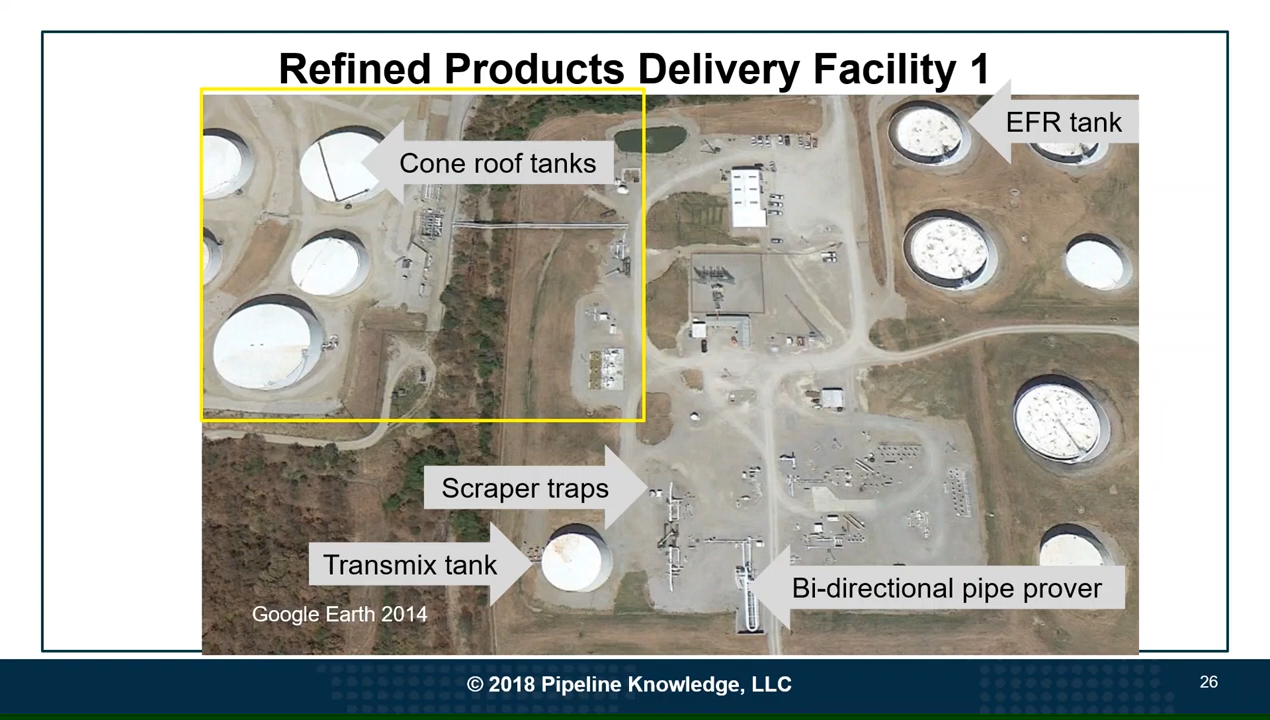 Refined Products Delivery Facility 1
EFR tank
Cone roof tanks
Scraper traps
Transmix tank
Bi-directional pipe prover
Google Earth 2014
© 2018 Pipeline Knowledge, LLC
26